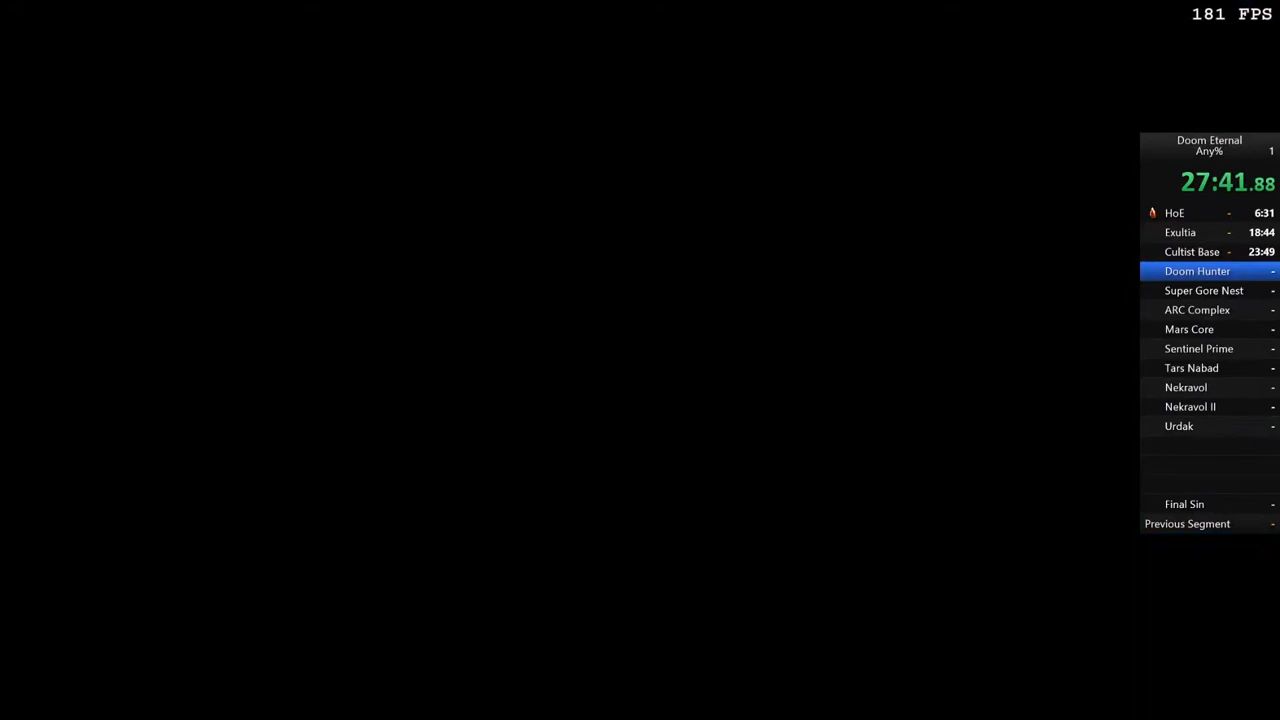 181 FPS
Doom Eternal
Any% 1
27:41.88
HoE - 6:31
Exultia - 18:44
Cultist Base - 23:49
Doom Hunter -
Super Gore Nest -
ARC Complex -
Mars Core -
Sentinel Prime -
Tars Nabad -
Nekravol -
Nekravol II -
Urdak -
Final Sin -
Previous Segment -